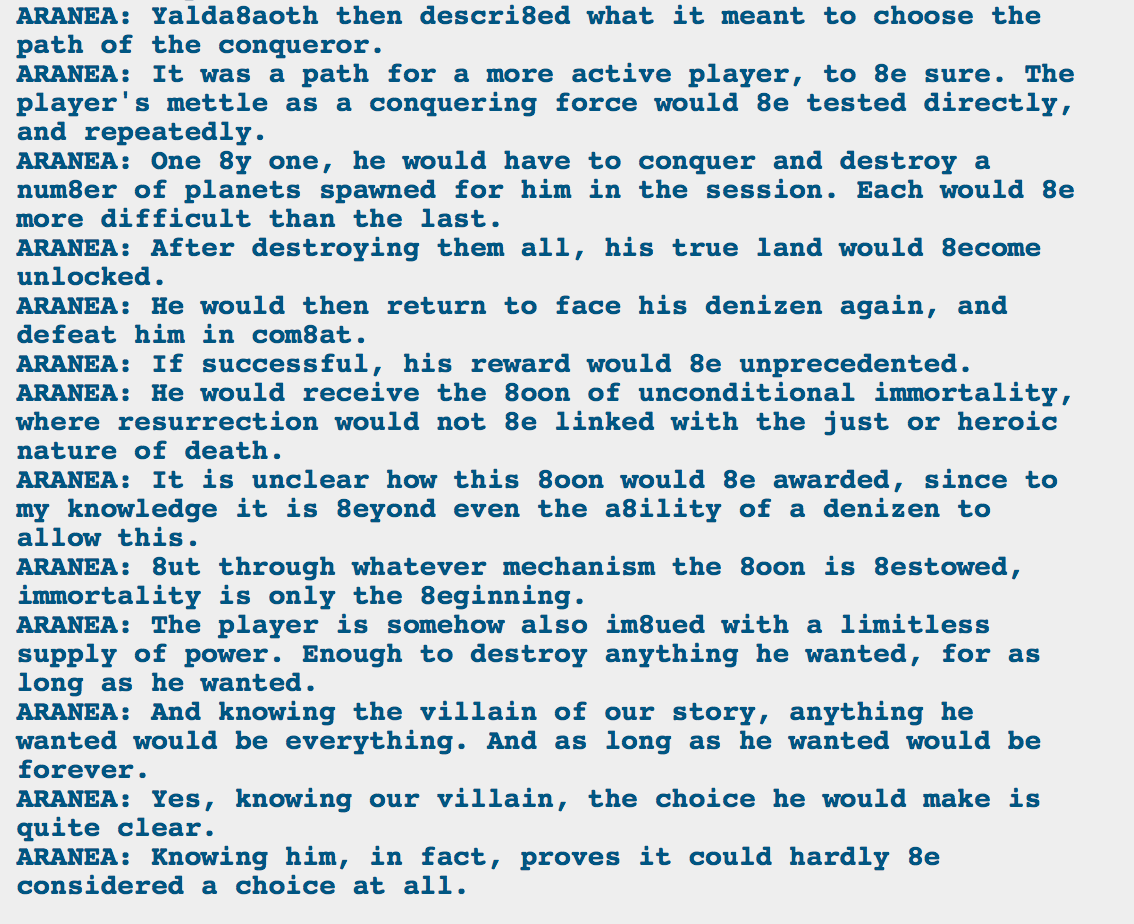 ARANEA: Yalda8aoth then descri8ed what it meant to choose the
path of the conqueror.
ARANEA: It was a path for a more active player, to 8e sure. The
player's mettle as a conquering force would 8e tested directly,
and repeatedly.
ARANEA: One 8y one, he would have to conquer and destroy a
num8er of planets spawned for him in the session. Each would 8e
more difficult than the last.
ARANEA: After destroying them all, his true land would 8ecome
unlocked.
ARANEA: He would then return to face his denizen again, and
defeat him in com8at.
ARANEA: If successful, his reward would 8e unprecedented.
ARANEA: He would receive the 8oon of unconditional immortality,
where resurrection would not 8e linked with the just or heroic
nature of death.
ARANEA: It is unclear how this 8oon would 8e awarded, since to
my knowledge it is 8eyond even the a8ility of a denizen to
allow this.
ARANEA: 8ut through whatever mechanism the 8oon is 8estowed,
immortality is only the 8eginning.
ARANEA: The player is somehow also im8ued with a limitless
supply of power. Enough to destroy anything he wanted, for as
long as he wanted.
ARANEA: And knowing the villain of our story, anything he
wanted would be everything. And as long as he wanted would be
forever.
ARANEA: Yes, knowing our villain, the choice he would make is
quite clear.
ARANEA: Knowing him, in fact, proves it could hardly 8e
considered a choice at all.